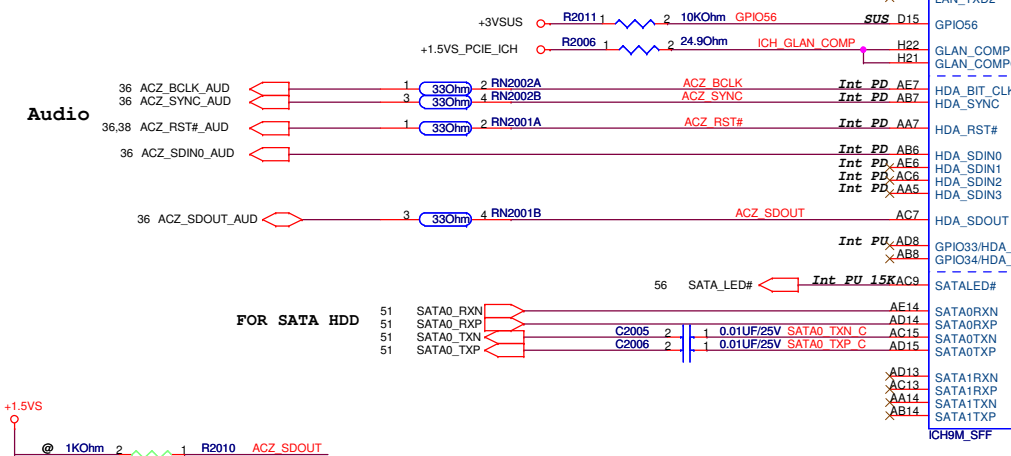 LAN_TXD2
+3VSUS R2011 1 2 10KOhm GPIO56 SUS D15 GPIO56
+1.5VS_PCIE_ICH R2006 1 2 24.9Ohm ICH_GLAN_COMP H22 GLAN_COMP
H21 GLAN_COMP
Audio
36 ACZ_BCLK_AUD 1 33Ohm 2 RN2002A ACZ_BCLK Int PD AE7 HDA_BIT_CLK
36 ACZ_SYNC_AUD 3 33Ohm 4 RN2002B ACZ_SYNC Int PD AB7 HDA_SYNC
36,38 ACZ_RST#_AUD 1 33Ohm 2 RN2001A ACZ_RST# Int PD AA7 HDA_RST#
36 ACZ_SDIN0_AUD Int PD AB6 HDA_SDIN0
Int PD AE6 HDA_SDIN1
Int PD AC6 HDA_SDIN2
Int PD AA5 HDA_SDIN3
36 ACZ_SDOUT_AUD 3 33Ohm 4 RN2001B ACZ_SDOUT AC7 HDA_SDOUT
Int PU AD8 GPIO33/HDA_
AB8 GPIO34/HDA_
56 SATA_LED# Int PU 15K AC9 SATALED#
FOR SATA HDD
51 SATA0_RXN AE14 SATA0RXN
51 SATA0_RXP AD14 SATA0RXP
51 SATA0_TXN C2005 2 1 0.01UF/25V SATA0_TXN_C AC15 SATA0TXN
51 SATA0_TXP C2006 2 1 0.01UF/25V SATA0_TXP_C AD15 SATA0TXP
AD13 SATA1RXN
AC13 SATA1RXP
AA14 SATA1TXN
AB14 SATA1TXP
ICH9M_SFF
+1.5VS
@ 1KOhm 2 1 R2010 ACZ_SDOUT